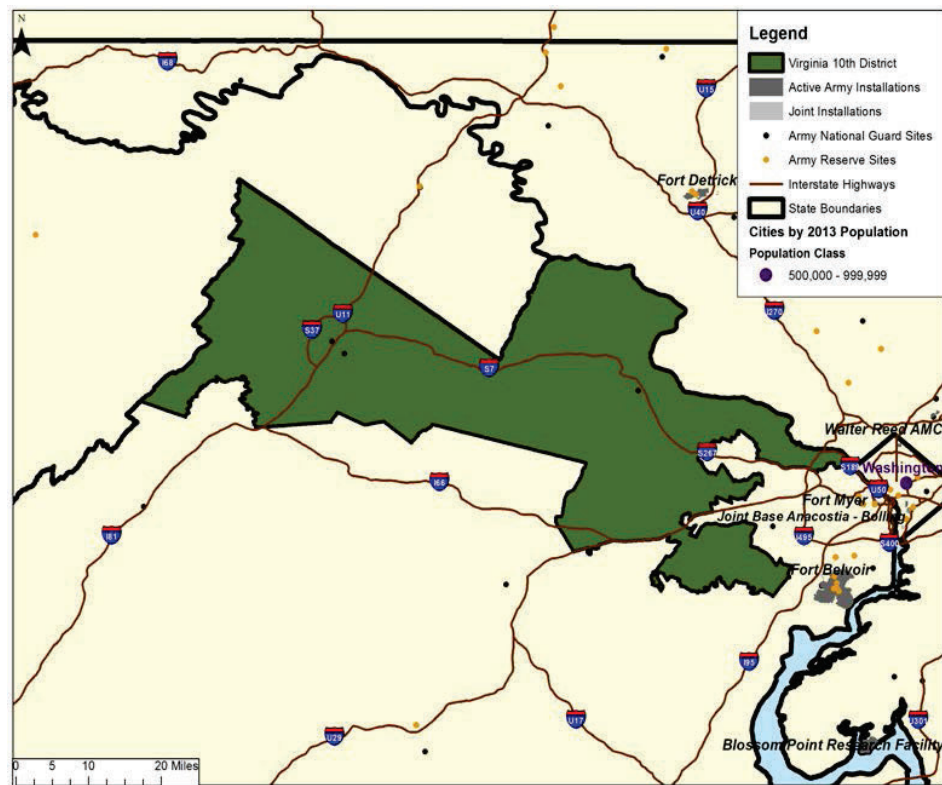 N
Legend
Virginia 10th District
Active Army Installations
Joint Installations
Army National Guard Sites
Army Reserve Sites
Interstate Highways
State Boundaries
Cities by 2013 Population
Population Class
500,000 - 999,999
I68
U15
Fort Detrick
U40
I270
U11
S37
S7
Walter Reed AMC
S267
S189
Washington
U50
I66
Fort Myer
Joint Base Anacostia - Bolling
I81
I495
S400
Fort Belvoir
I95
U17
U301
U29
Blossom Point Research Facility
0 5 10 20 Miles